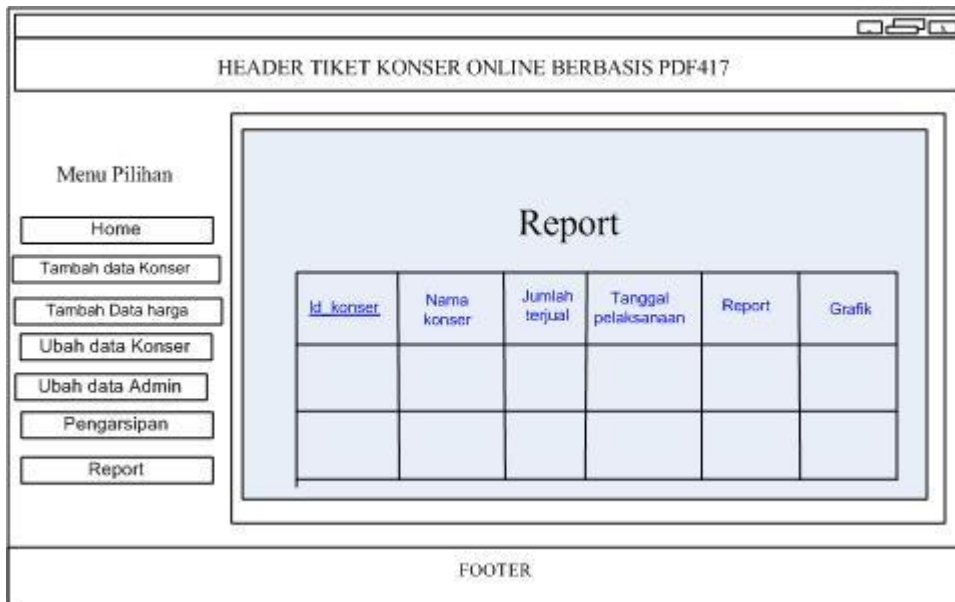 HEADER TIKET KONSER ONLINE BERBASIS PDF417
Menu Pilihan
Home
Tambah data Konser
Tambah Data harga
Ubah data Konser
Ubah data Admin
Pengarsipan
Report
Report
Id_konser
Nama
konser
Jumlah
terjual
Tanggal
pelaksanaan
Report
Grafik
FOOTER